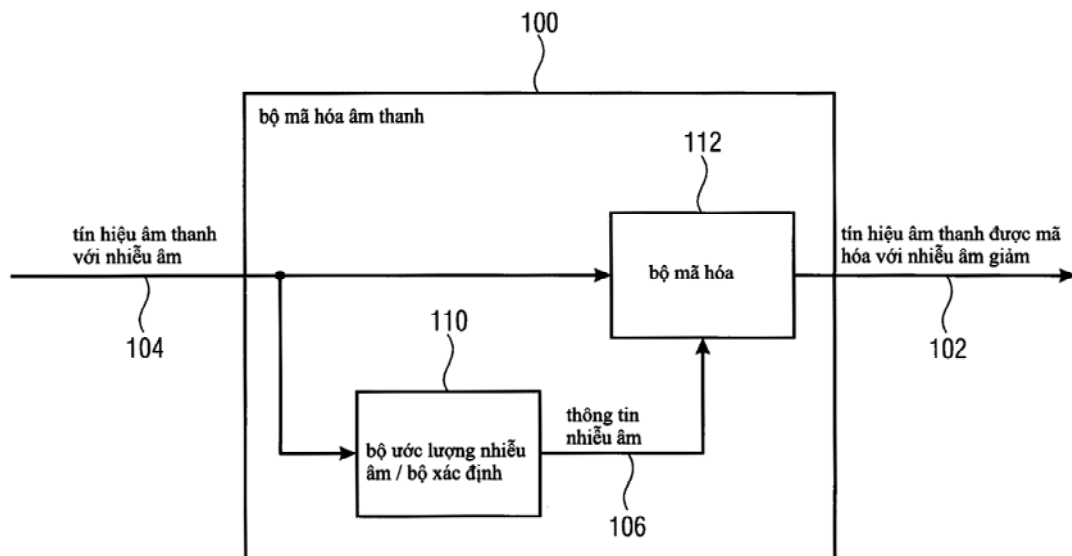 100
bộ mã hóa âm thanh
112
tín hiệu âm thanh
với nhiễu âm
bộ mã hóa
tín hiệu âm thanh được mã
hóa với nhiễu âm giảm
104
102
110
bộ ước lượng nhiễu
âm / bộ xác định
thông tin
nhiễu âm
106